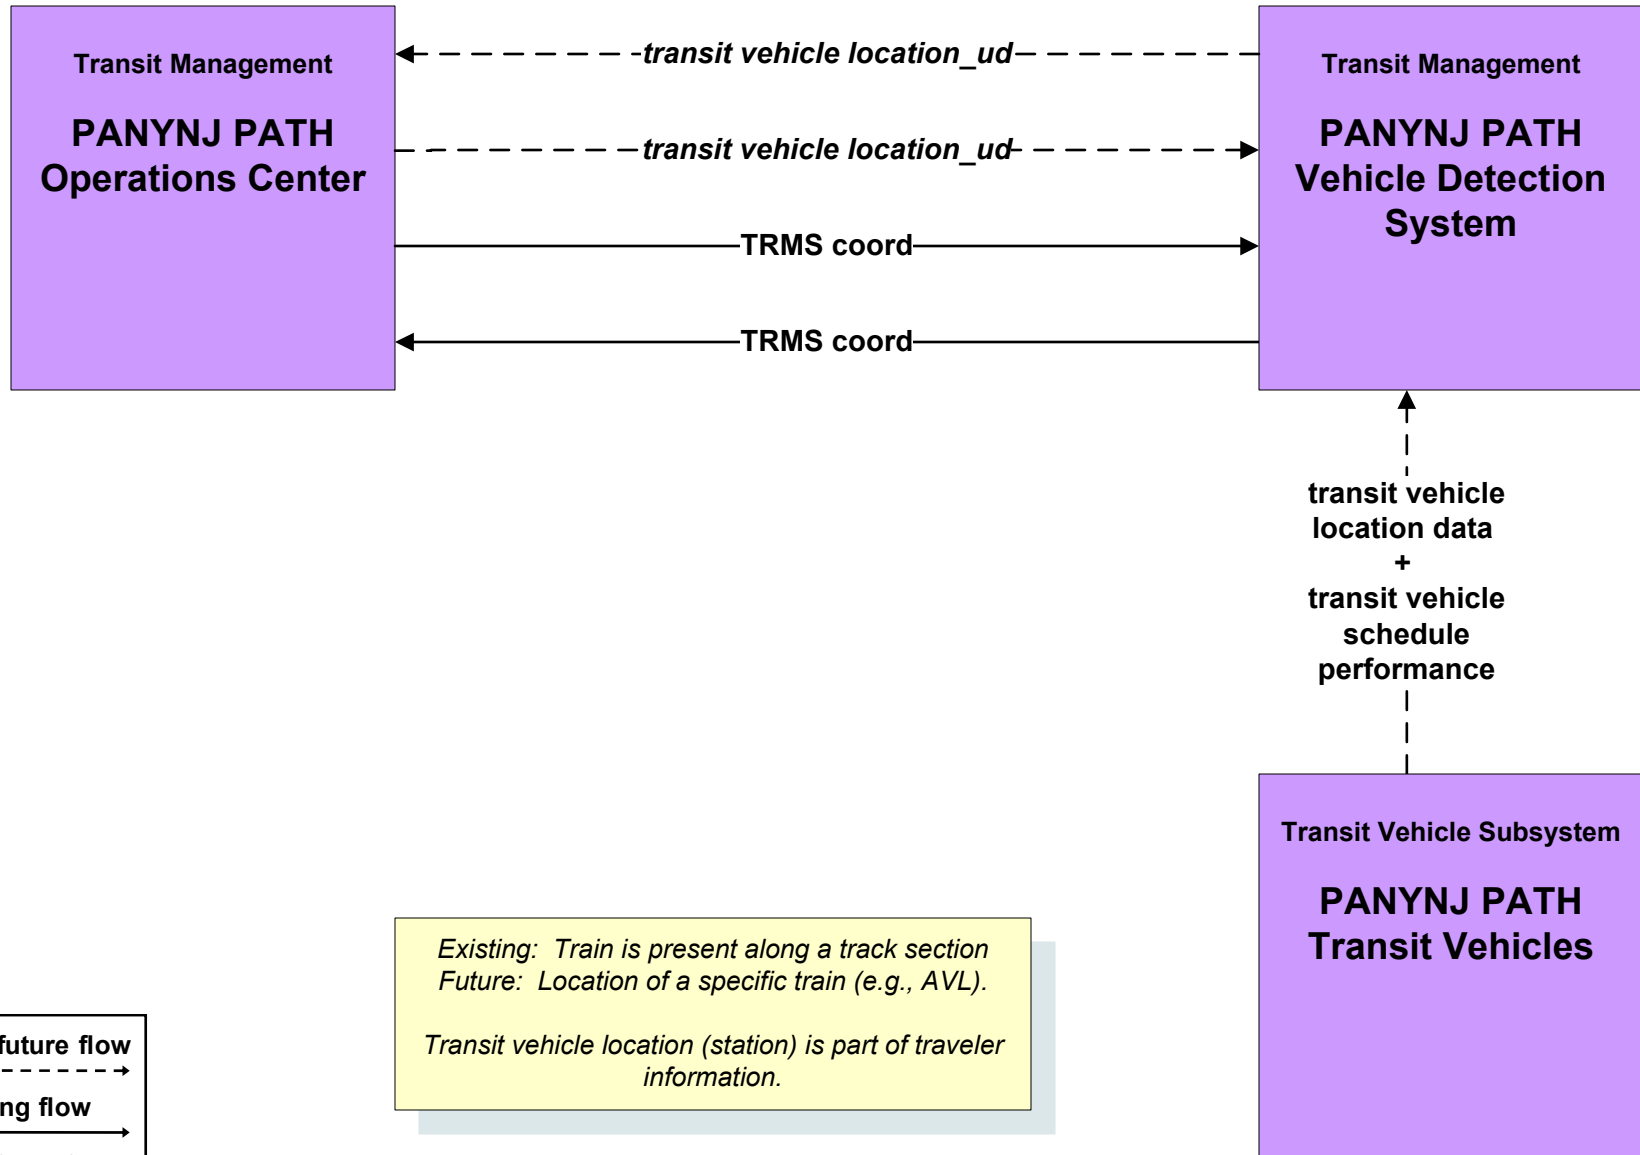 Transit Management
PANYNJ PATH
Operations Center
transit vehicle location_ud
transit vehicle location_ud
TRMS coord
TRMS coord
Transit Management
PANYNJ PATH
Vehicle Detection
System
transit vehicle
location data
+
transit vehicle
schedule
performance
Transit Vehicle Subsystem
PANYNJ PATH
Transit Vehicles
Existing: Train is present along a track section
Future: Location of a specific train (e.g., AVL).
Transit vehicle location (station) is part of traveler
information.
future flow
ng flow